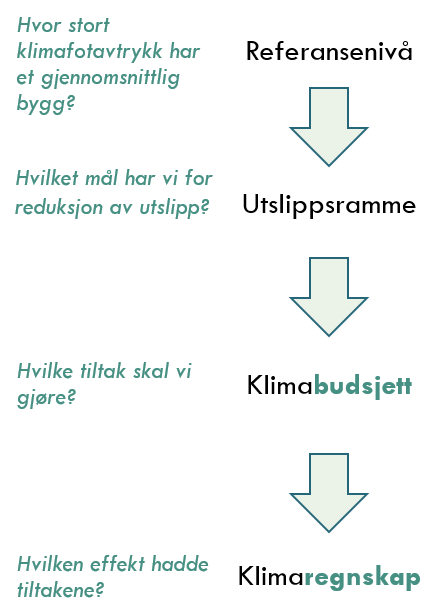 Hvor stort
klimafotavtrykk har
et gjennomsnittlig
bygg?
Referansenivå
Hvilket mål har vi for
reduksjon av utslipp?
Utslippsramme
Hvilke tiltak skal vi
gjøre?
Klimabudsjett
Hvilken effekt hadde
tiltakene?
Klimaregnskap